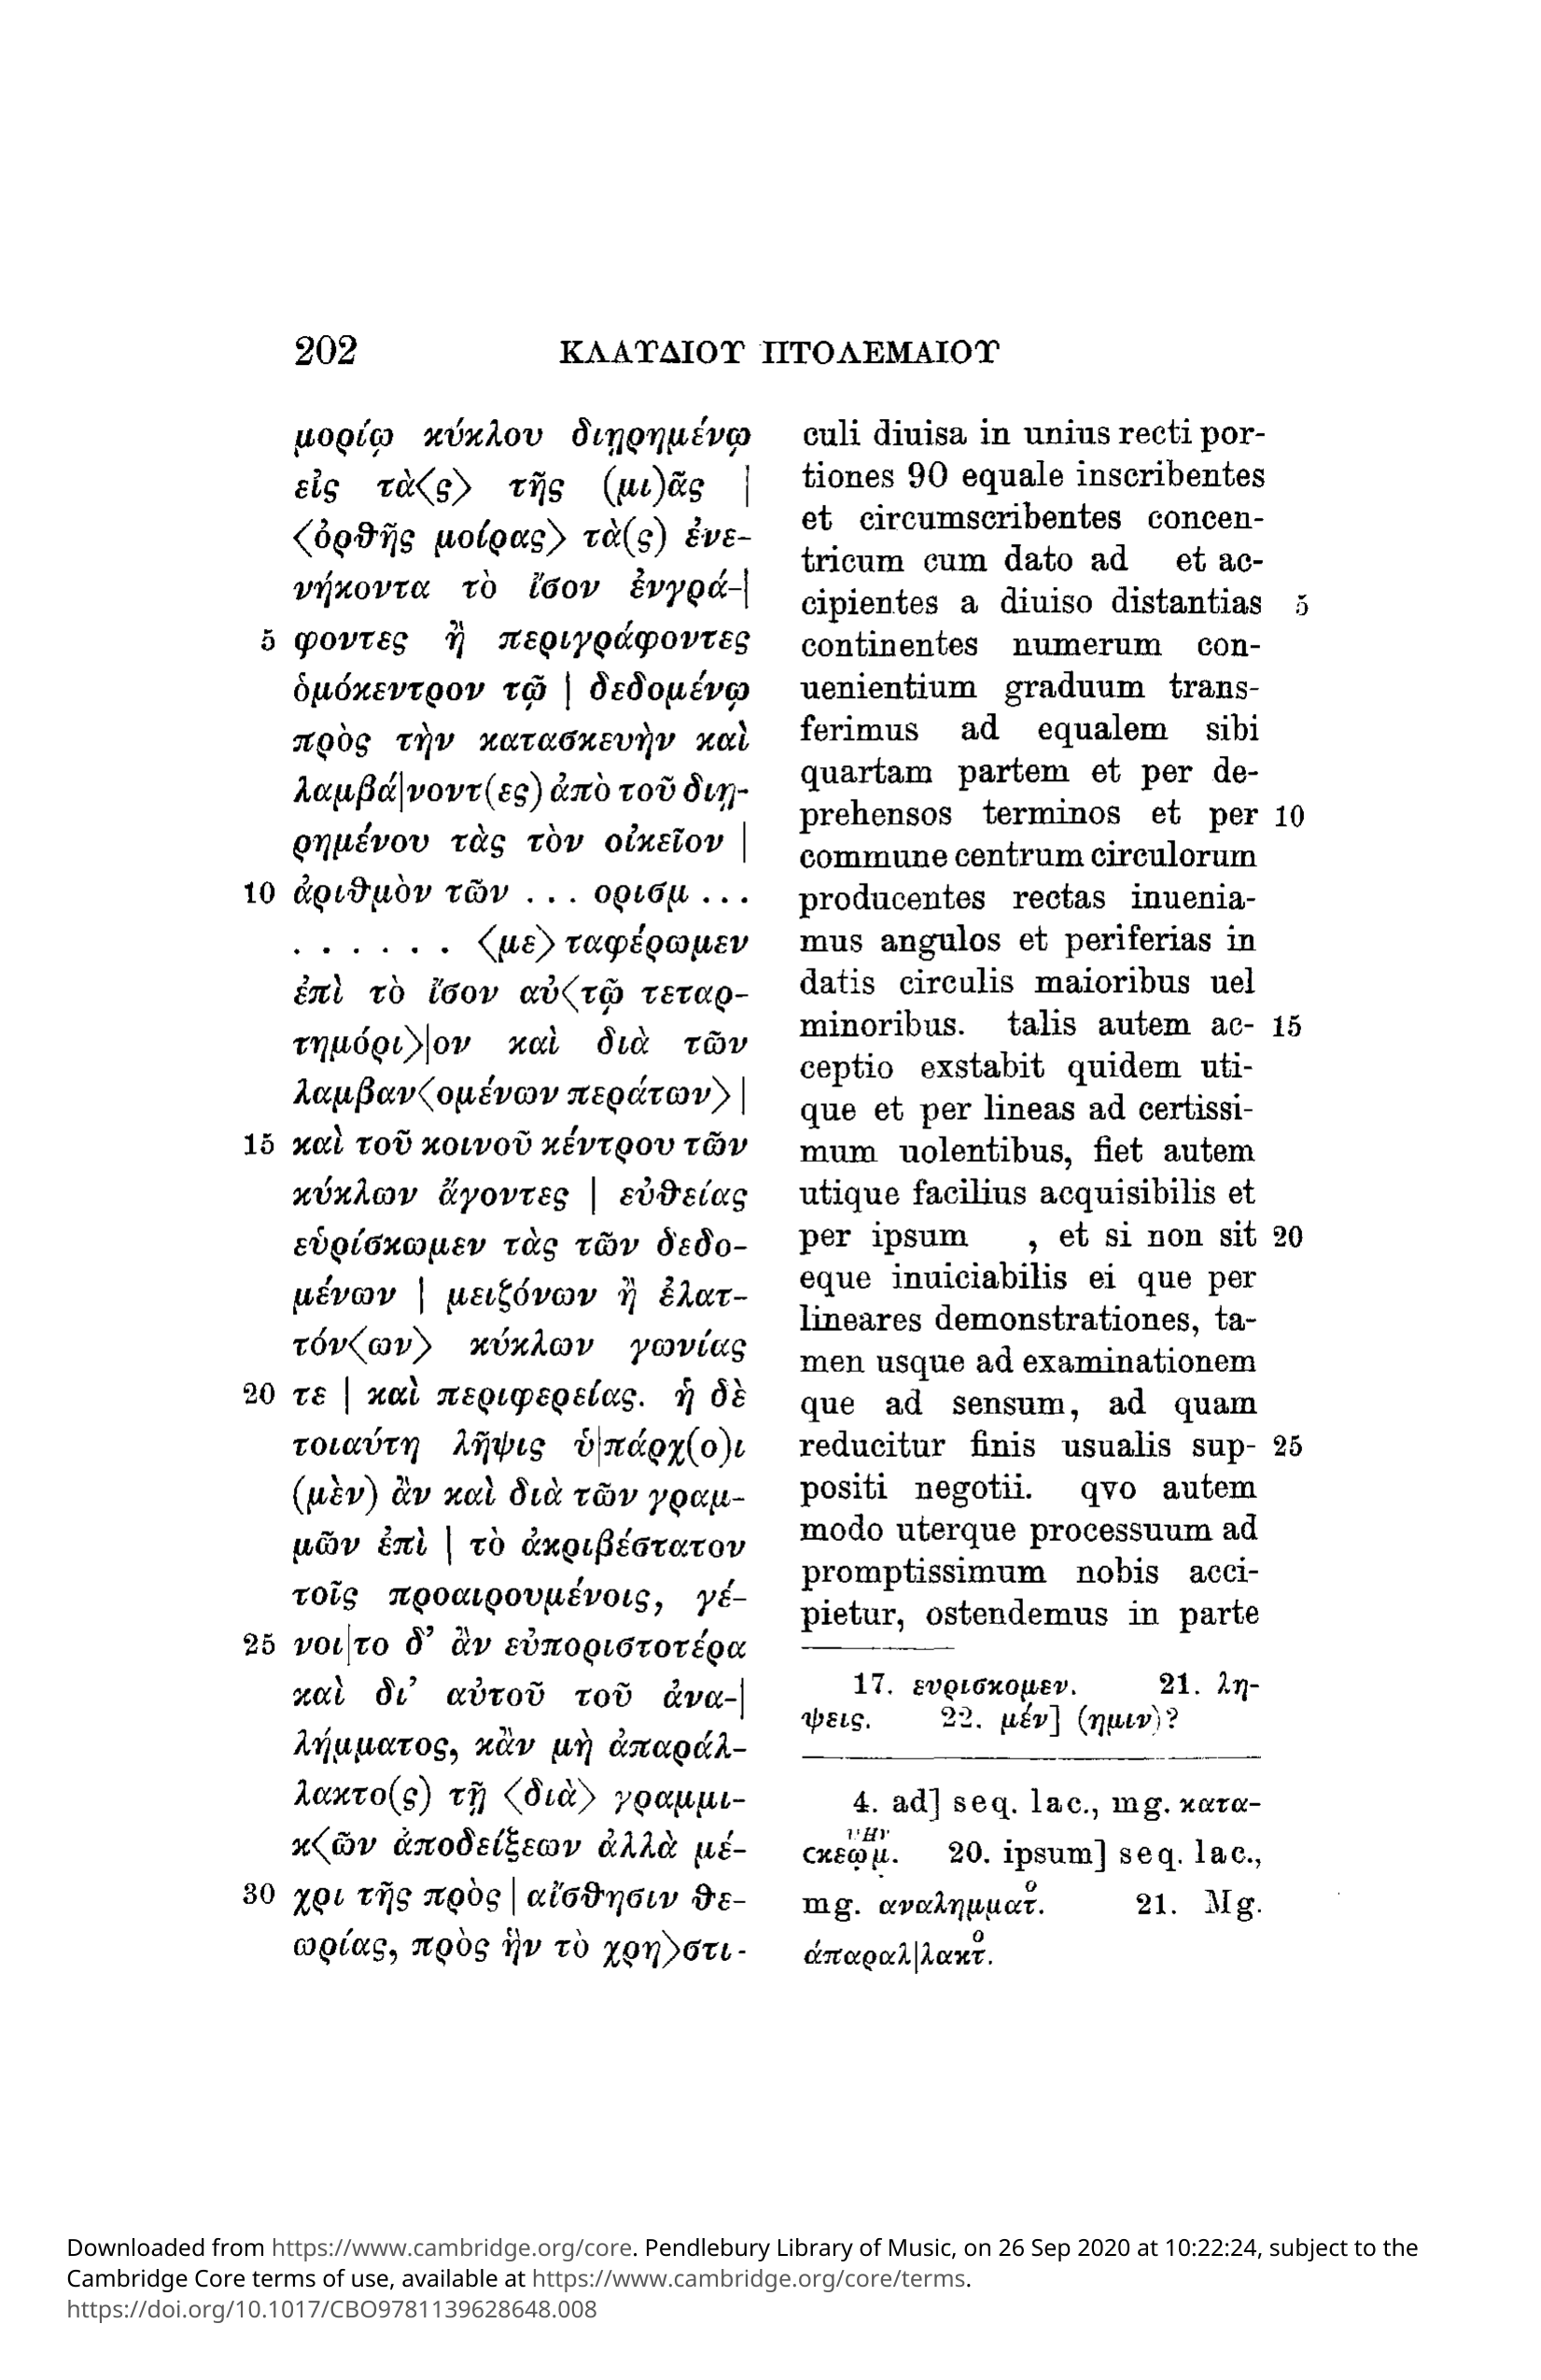 202 ΚΛΑΥΔΙΟΥ ΠΤΟΛΕΜΑΙΟΥ
μορίῳ κύκλου διῃρημένῳ
εἰς τὰ⟨ς⟩ τῆς (μι)ᾶς |
⟨ὀρθῆς μοίρας⟩ τὰ(ς) ἐνε-
νήκοντα τὸ ἴσον ἐνγρά-|
5 φοντες ἢ περιγράφοντες
ὁμόκεντρον τῷ | δεδομένῳ
πρὸς τὴν κατασκευὴν καὶ
λαμβά|νοντ(ες) ἀπὸ τοῦ διῃ-
ρημένου τὰς τὸν οἰκεῖον |
10 ἀριθμὸν τῶν ... ορισμ ...
. . . . . . ⟨με⟩ταφέρωμεν
ἐπὶ τὸ ἴσον αὐ⟨τῷ τεταρ-
τημόρι⟩|ον καὶ διὰ τῶν
λαμβαν⟨ομένων περάτων⟩ |
15 καὶ τοῦ κοινοῦ κέντρου τῶν
κύκλων ἄγοντες | εὐθείας
εὑρίσκωμεν τὰς τῶν δεδο-
μένων | μειζόνων ἢ ἐλατ-
τόν⟨ων⟩ κύκλων γωνίας
20 τε | καὶ περιφερείας. ἡ δὲ
τοιαύτη λῆψις ὑ|πάρχ(ο)ι
(μὲν) ἂν καὶ διὰ τῶν γραμ-
μῶν ἐπὶ | τὸ ἀκριβέστατον
τοῖς προαιρουμένοις, γέ-
25 νοι|το δ’ ἂν εὐποριστοτέρα
καὶ δι’ αὐτοῦ τοῦ ἀνα-|
λήμματος, κἂν μὴ ἀπαράλ-
λακτο(ς) τῇ ⟨διὰ⟩ γραμμι-
κ⟨ῶν ἀποδείξεων ἀλλὰ μέ-
30 χρι τῆς πρὸς | αἴσθησιν θε-
ωρίας, πρὸς ἣν τὸ χρη⟩στι-
culi diuisa in unius recti por-
tiones 90 equale inscribentes
et circumscribentes concen-
tricum cum dato ad et ac-
cipientes a diuiso distantias 5
continentes numerum con-
uenientium graduum trans-
ferimus ad equalem sibi
quartam partem et per de-
prehensos terminos et per 10
commune centrum circulorum
producentes rectas inuenia-
mus angulos et periferias in
datis circulis maioribus uel
minoribus. talis autem ac- 15
ceptio exstabit quidem uti-
que et per lineas ad certissi-
mum uolentibus, fiet autem
utique facilius acquisibilis et
per ipsum , et si non sit 20
eque inuiciabilis ei que per
lineares demonstrationes, ta-
men usque ad examinationem
que ad sensum, ad quam
reducitur finis usualis sup- 25
positi negotii. qvo autem
modo uterque processuum ad
promptissimum nobis acci-
pietur, ostendemus in parte
17. ευρισκομεν. 21. λη-
ψεις. 22. μέν] (ημιν)?
4. ad] seq. lac., mg. κατα-
σκεωμ. 20. ipsum] seq. lac.,
mg. αναλημματο. 21. Mg.
άπαραλ|λακτο.
Downloaded from https://www.cambridge.org/core. Pendlebury Library of Music, on 26 Sep 2020 at 10:22:24, subject to the
Cambridge Core terms of use, available at https://www.cambridge.org/core/terms.
https://doi.org/10.1017/CBO9781139628648.008